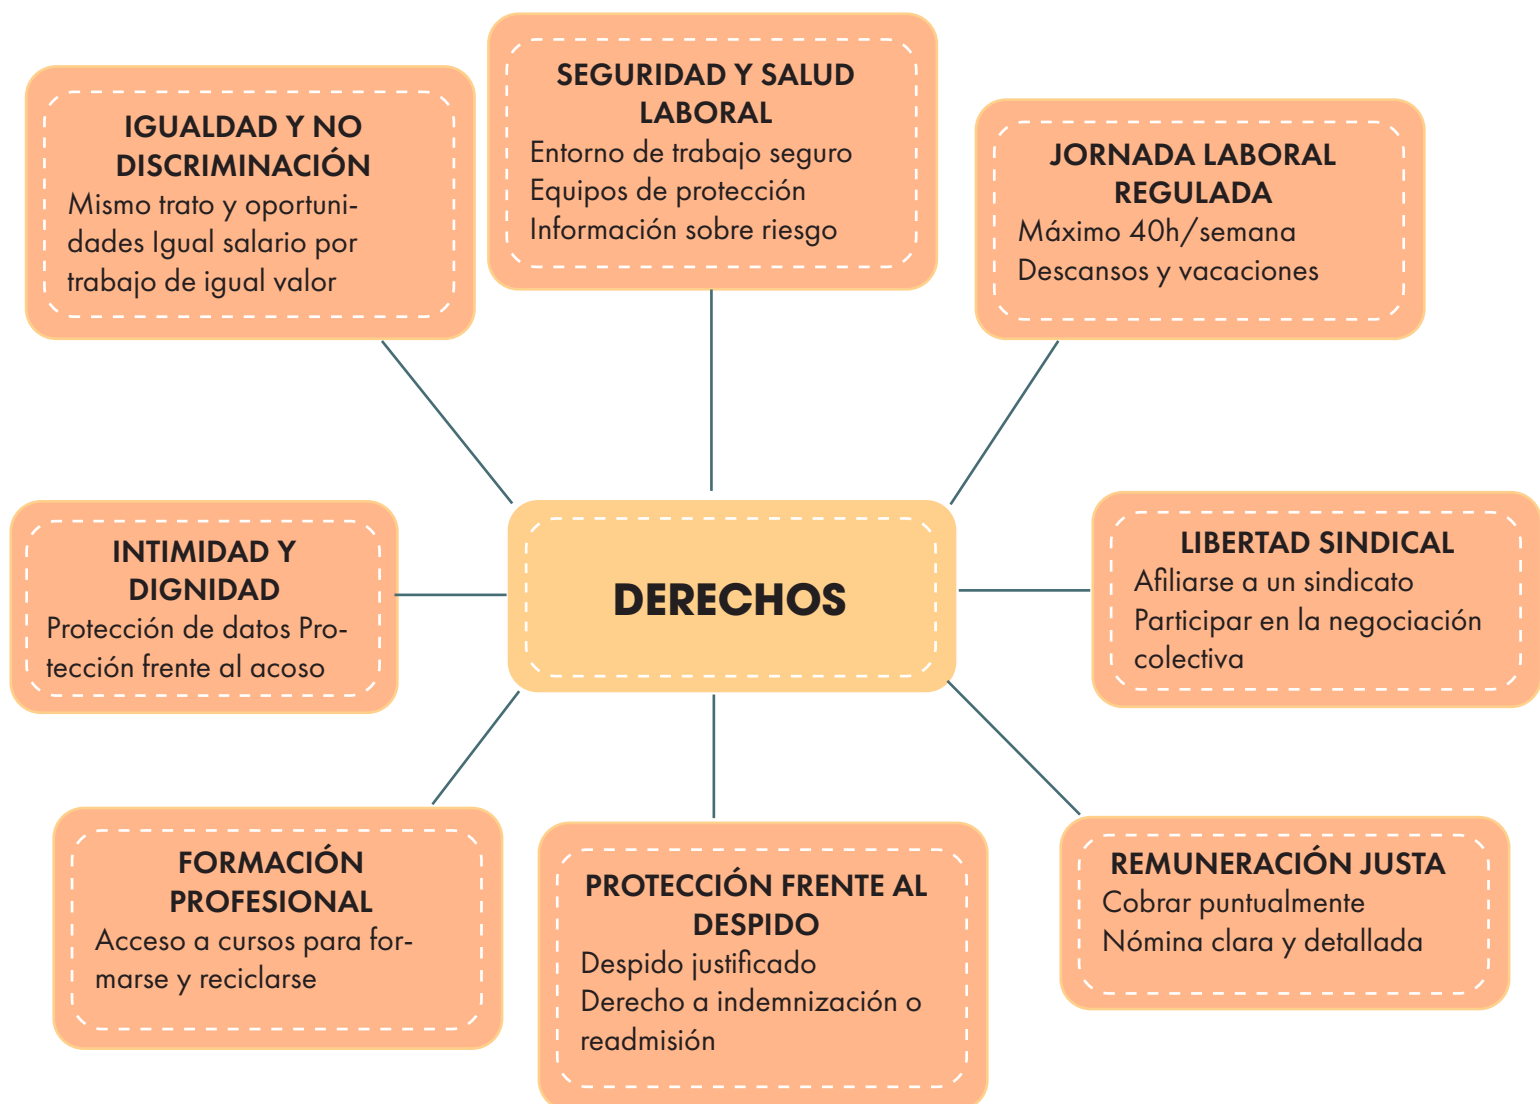 IGUALDAD Y NO
DISCRIMINACIÓN
Mismo trato y oportuni-
dades Igual salario por
trabajo de igual valor
SEGURIDAD Y SALUD
LABORAL
Entorno de trabajo seguro
Equipos de protección
Información sobre riesgo
JORNADA LABORAL
REGULADA
Máximo 40h/semana
Descansos y vacaciones
INTIMIDAD Y
DIGNIDAD
Protección de datos Pro-
tección frente al acoso
DERECHOS
LIBERTAD SINDICAL
Afiliarse a un sindicato
Participar en la negociación
colectiva
FORMACIÓN
PROFESIONAL
Acceso a cursos para for-
marse y reciclarse
PROTECCIÓN FRENTE AL
DESPIDO
Despido justificado
Derecho a indemnización o
readmisión
REMUNERACIÓN JUSTA
Cobrar puntualmente
Nómina clara y detallada